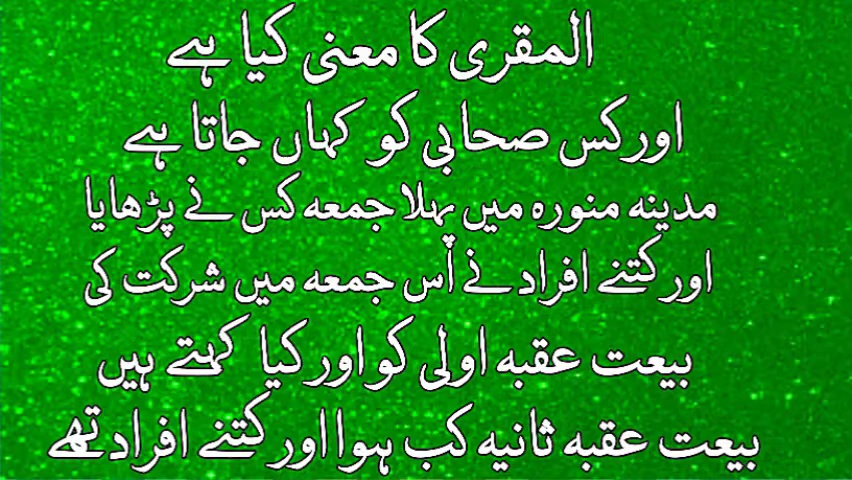 المقری کا معنی کیا ہے
اورکس صحابی کو کہاں جاتا ہے
مدینہ منورہ میں پہلا جمعہ کس نے پڑھایا
اور کتنے افراد نے اُس جمعہ میں شرکت کی
بیعت عقبہ اولی کو اور کیا کہتے ہیں
بیعت عقبہ ثانیہ کب ہوا اور کتنے افراد تھے